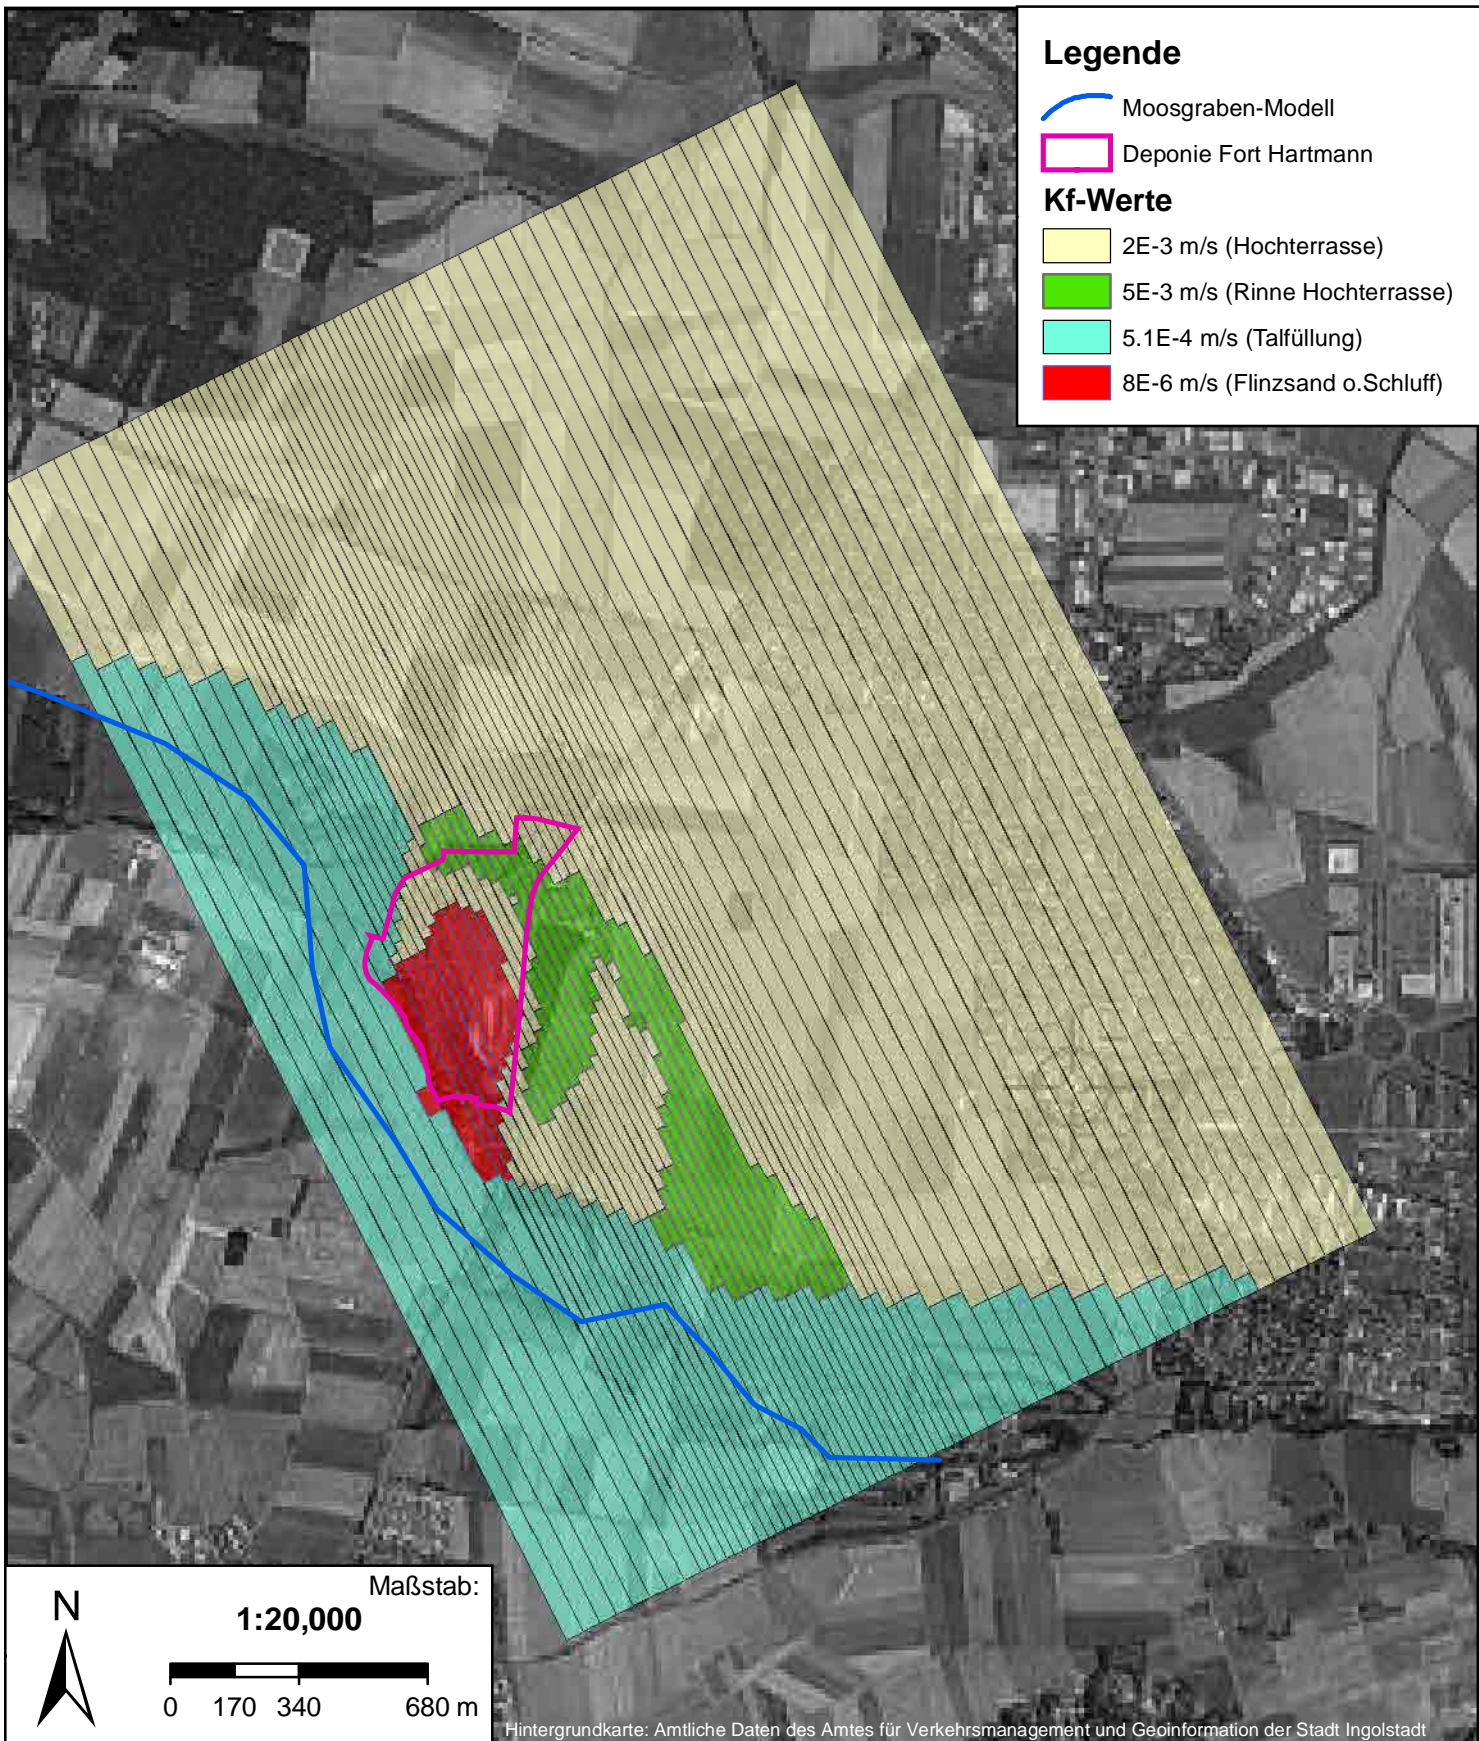 Legende
Moosgraben-Modell
Deponie Fort Hartmann
Kf-Werte
2E-3 m/s (Hochterrasse)
5E-3 m/s (Rinne Hochterrasse)
5.1E-4 m/s (Talfüllung)
8E-6 m/s (Flinzsand o.Schluff)
N
Maßstab:
1:20,000
0 170 340 680 m
Hintergrundkarte: Amtliche Daten des Amtes für Verkehrsmanagement und Geoinformation der Stadt Ingolstadt